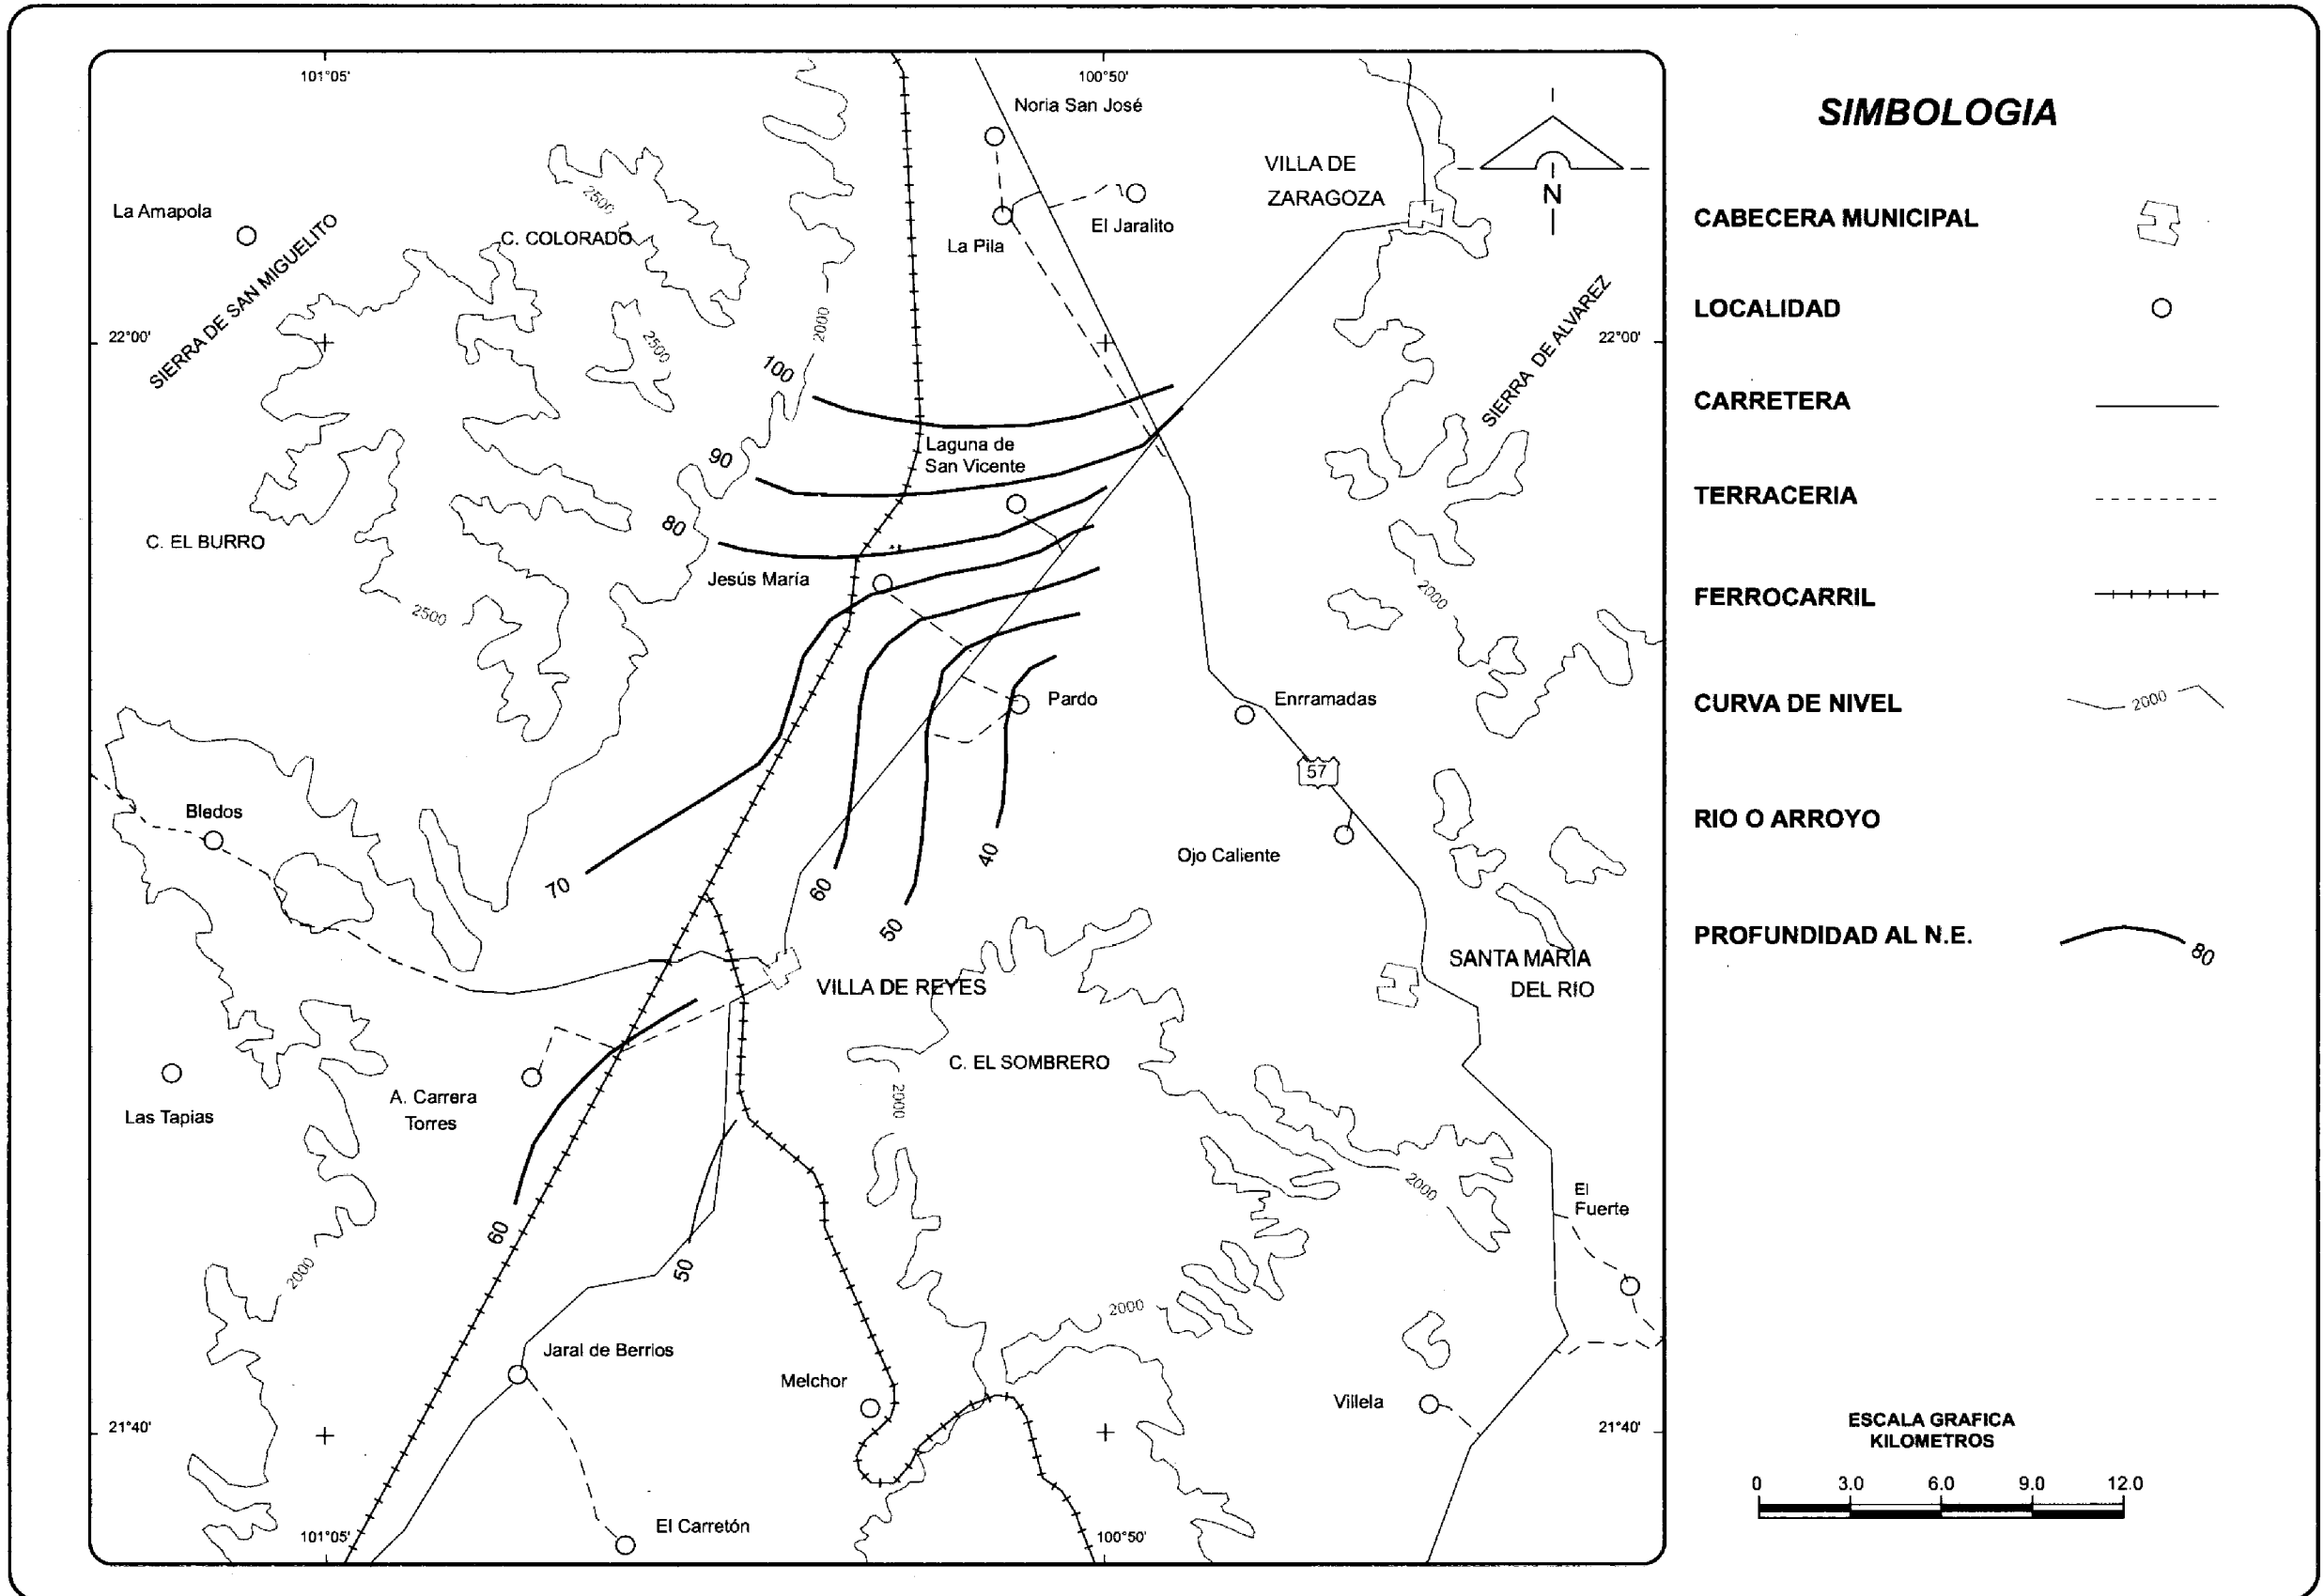 101°05'
100°50'
Noria San José
VILLA DE
ZARAGOZA
La Amapola
SIERRA DE SAN MIGUELITO
2500
C. COLORADO
La Pila
El Jaralito
N
22°00'
2500
2000
22°00'
SIERRA DE ALVAREZ
100
90
Laguna de
San Vicente
80
C. EL BURRO
Jesús María
2500
2000
Pardo
Enrramadas
57
Bledos
Ojo Caliente
70
60
50
40
VILLA DE REYES
SANTA MARIA
DEL RIO
C. EL SOMBRERO
A. Carrera
Torres
Las Tapias
2000
2000
El
Fuerte
60
50
2000
2000
Jaral de Berrios
Melchor
Villela
21°40'
21°40'
El Carretón
101°05'
100°50'
SIMBOLOGIA
CABECERA MUNICIPAL
LOCALIDAD
CARRETERA
TERRACERIA
FERROCARRIL
CURVA DE NIVEL
2000
RIO O ARROYO
PROFUNDIDAD AL N.E.
80
ESCALA GRAFICA
KILOMETROS
0 3.0 6.0 9.0 12.0